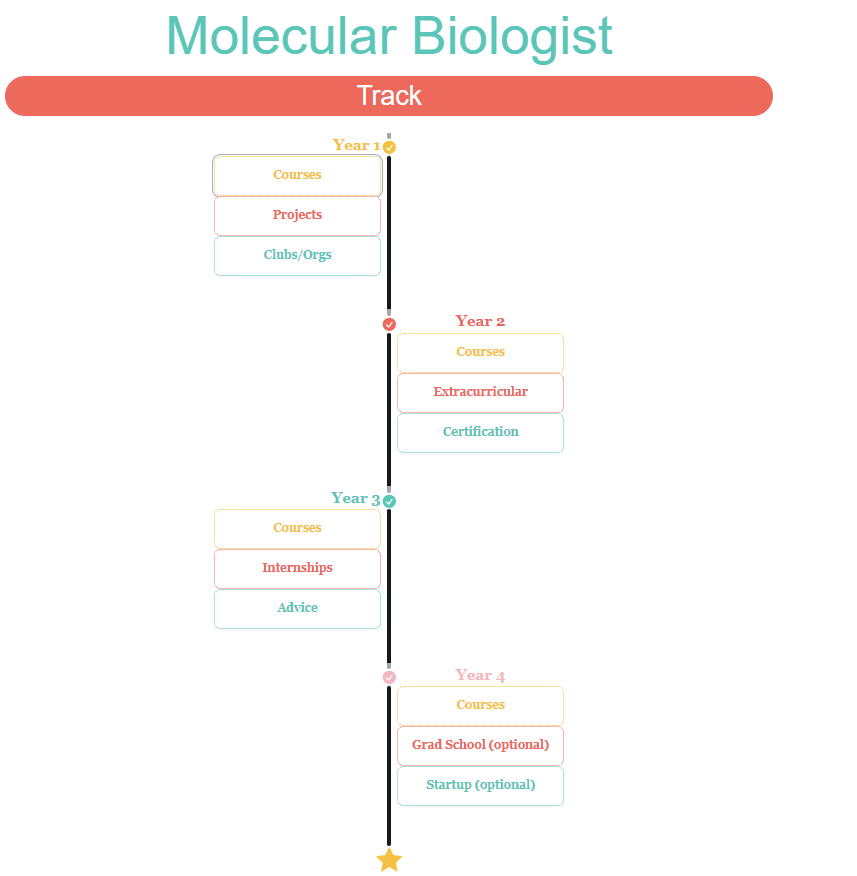 Molecular Biologist
Track
Year 1
Courses
Projects
Clubs/Orgs
Year 2
Courses
Extracurricular
Certification
Year 3
Courses
Internships
Advice
Year 4
Courses
Grad School (optional)
Startup (optional)